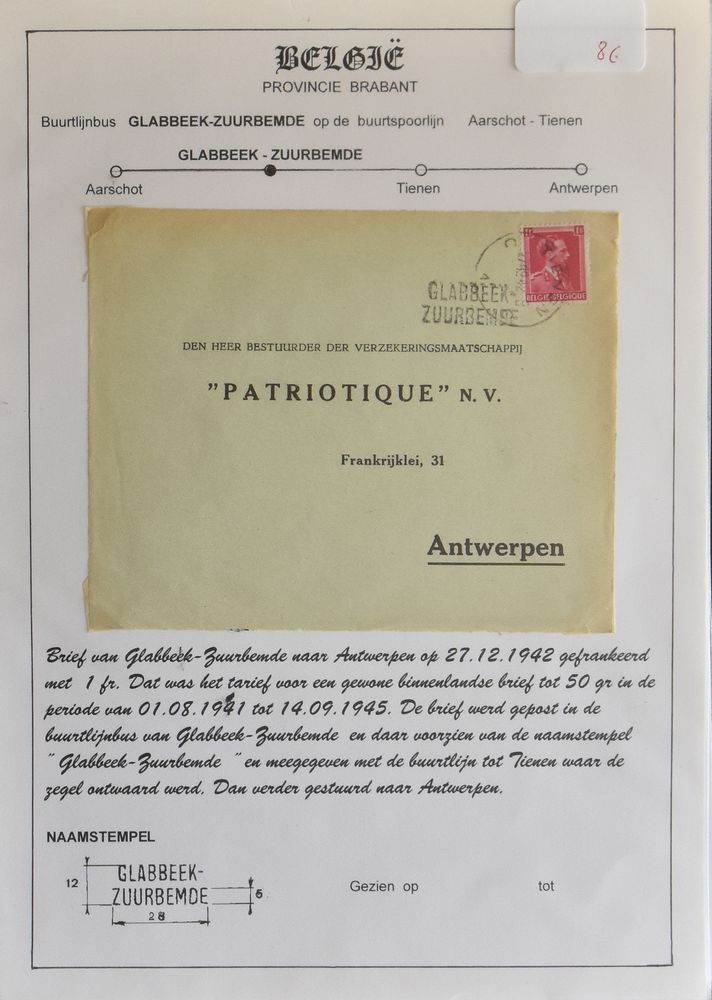 BELGIË
8€
PROVINCIE BRABANT
Buurtlijnbus GLABBEEK-ZUURBEMDE op de buurtspoorlijn Aarschot - Tienen
GLABBEEK - ZUURBEMDE
Aarschot Tienen Antwerpen
BELGIE-BELGIQUE
GLABBEEK-
ZUURBEMDE
DEN HEER BESTUURDER DER VERZEKERINGSMAATSCHAPPIJ
"PATRIOTIQUE" N. V.
Frankrijklei, 31
Antwerpen
Brief van Glabbeek-Zuurbemde naar Antwerpen op 27.12.1942 gefrankeerd
met 1 fr. Dat was het tarief voor een gewone binnenlandse brief tot 50 gr in de
periode van 01.08.1941 tot 14.09.1945. De brief werd gepost in de
buurtlijnbus van Glabbeek-Zuurbemde en daar voorzien van de naamstempel
" Glabbeek-Zuurbemde " en meegegeven met de buurtlijn tot Tienen waar de
zegel ontwaard werd. Dan verder gestuurd naar Antwerpen.
NAAMSTEMPEL
GLABBEEK-
12 ZUURBEMDE 5
28
Gezien op tot